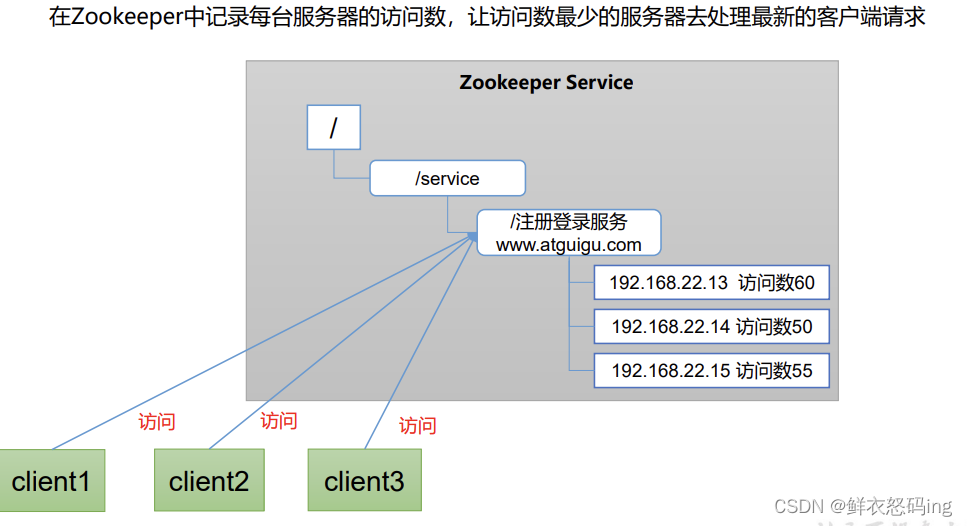 在Zookeeper中记录每台服务器的访问数，让访问数最少的服务器去处理最新的客户端请求
Zookeeper Service
/
/service
/注册登录服务
www.atguigu.com
192.168.22.13 访问数60
192.168.22.14 访问数50
192.168.22.15 访问数55
访问
访问
访问
client1
client2
client3
CSDN @鲜衣怒码ing